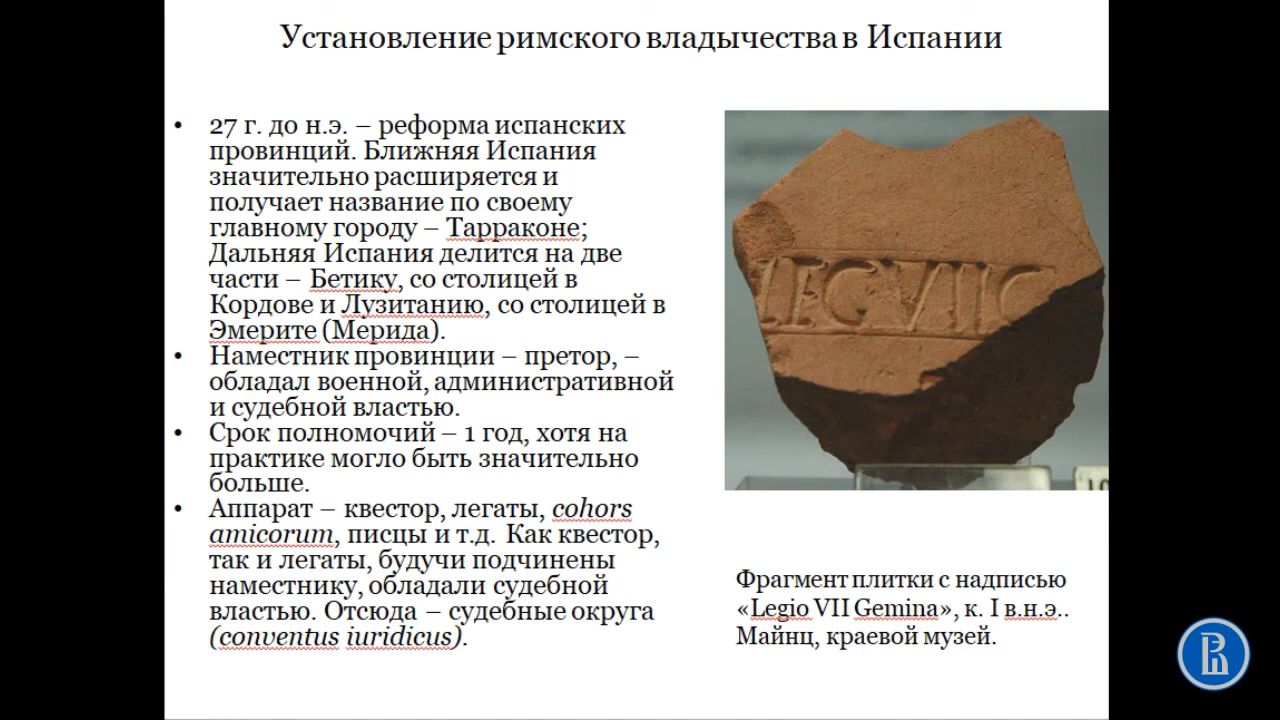 Установление римского владычества в Испании
• 27 г. до н.э. – реформа испанских
провинций. Ближняя Испания
значительно расширяется и
получает название по своему
главному городу – Тарраконе;
Дальняя Испания делится на две
части – Бетику, со столицей в
Кордове и Лузитанию, со столицей в
Эмерите (Мерида).
• Наместник провинции – претор, –
обладал военной, административной
и судебной властью.
• Срок полномочий – 1 год, хотя на
практике могло быть значительно
больше.
• Аппарат – квестор, легаты, cohors
amicorum, писцы и т.д. Как квестор,
так и легаты, будучи подчинены
наместнику, обладали судебной
властью. Отсюда – судебные округа
(conventus iuridicus).
LEGVIIG
Фрагмент плитки с надписью
«Legio VII Gemina», к. I в.н.э..
Майнц, краевой музей.